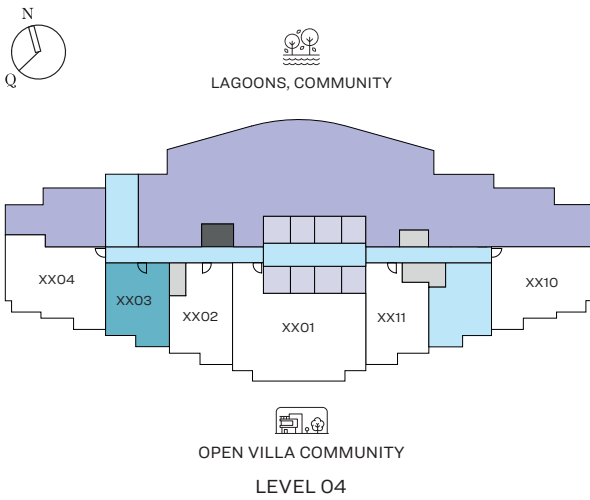 N
Q
LAGOONS, COMMUNITY
XX04
XX03
XX02
XX01
XX11
XX10
OPEN VILLA COMMUNITY
LEVEL 04